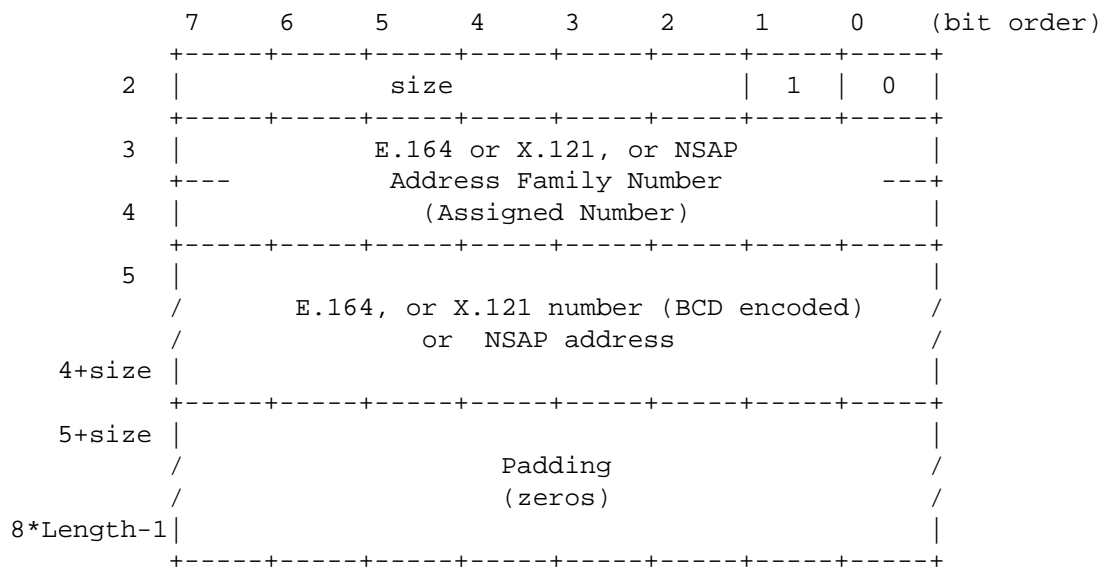 7     6     5     4     3     2     1     0    (bit order)
          +-----+-----+-----+-----+-----+-----+-----+-----+
       2  |             size                  |  1  |  0  |
          +-----+-----+-----+-----+-----+-----+-----+-----+
       3  |            E.164 or X.121, or NSAP            |
          +---          Address Family Number          ---+
       4  |               (Assigned Number)               |
          +-----+-----+-----+-----+-----+-----+-----+-----+
       5  |                                               |
          /       E.164, or X.121 number (BCD encoded)    /
          /               or  NSAP address                /
   4+size |                                               |
          +-----+-----+-----+-----+-----+-----+-----+-----+
   5+size |                                               |
          /                    Padding                    /
          /                    (zeros)                    /
8*Length-1|                                               |
          +-----+-----+-----+-----+-----+-----+-----+-----+